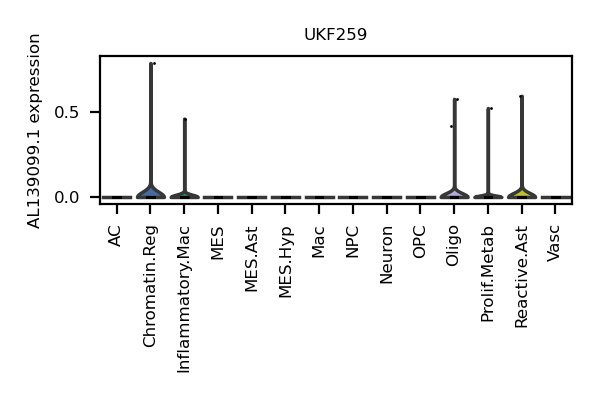 UKF259
AL139099.1 expression
0.5
0.0
AC
Chromatin.Reg
Inflammatory.Mac
MES
MES.Ast
MES.Hyp
Mac
NPC
Neuron
OPC
Oligo
Prolif.Metab
Reactive.Ast
Vasc